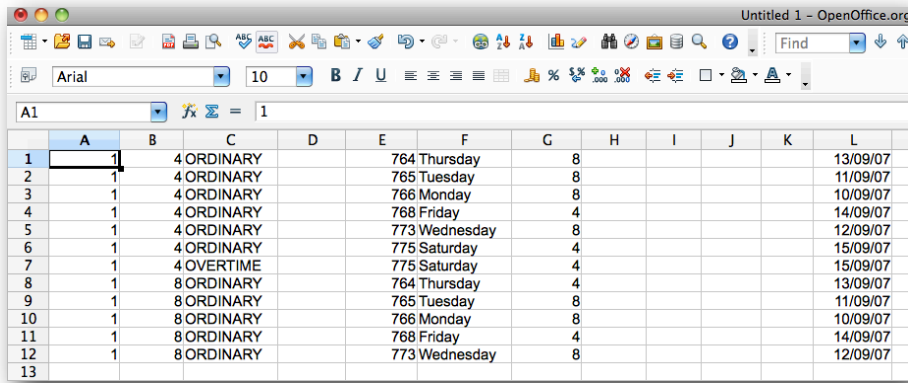 Untitled 1 – OpenOffice.org
ABC ABC Find
Arial 10 B I U
A1 1
A B C D E F G H I J K L
1 1 4 ORDINARY 764 Thursday 8 13/09/07
2 1 4 ORDINARY 765 Tuesday 8 11/09/07
3 1 4 ORDINARY 766 Monday 8 10/09/07
4 1 4 ORDINARY 768 Friday 4 14/09/07
5 1 4 ORDINARY 773 Wednesday 8 12/09/07
6 1 4 ORDINARY 775 Saturday 4 15/09/07
7 1 4 OVERTIME 775 Saturday 4 15/09/07
8 1 8 ORDINARY 764 Thursday 4 13/09/07
9 1 8 ORDINARY 765 Tuesday 8 11/09/07
10 1 8 ORDINARY 766 Monday 8 10/09/07
11 1 8 ORDINARY 768 Friday 4 14/09/07
12 1 8 ORDINARY 773 Wednesday 8 12/09/07
13